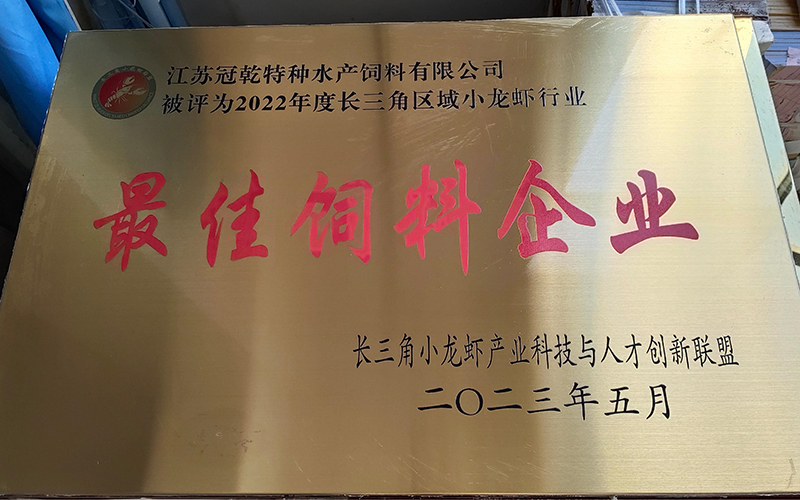 江苏冠乾特种水产饲料有限公司
被评为2022年度长三角区域小龙虾行业
最佳饲料企业
长三角小龙虾产业科技与人才创新联盟
二〇二三年五月